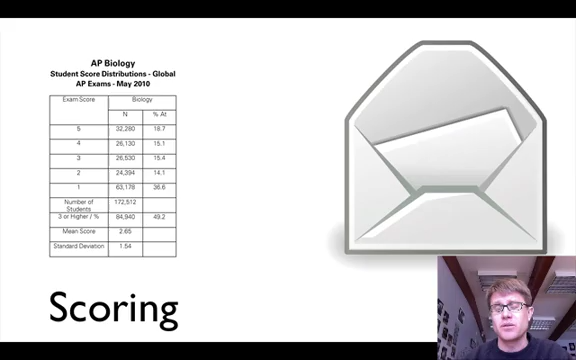 AP Biology
Student Score Distributions - Global
AP Exams - May 2010
Exam Score Biology
N % At
5 32,280 18.7
4 26,130 15.1
3 26,530 15.4
2 24,394 14.1
1 63,178 36.6
Number of Students 172,512
3 or Higher / % 84,940 49.2
Mean Score 2.65
Standard Deviation 1.54
Scoring